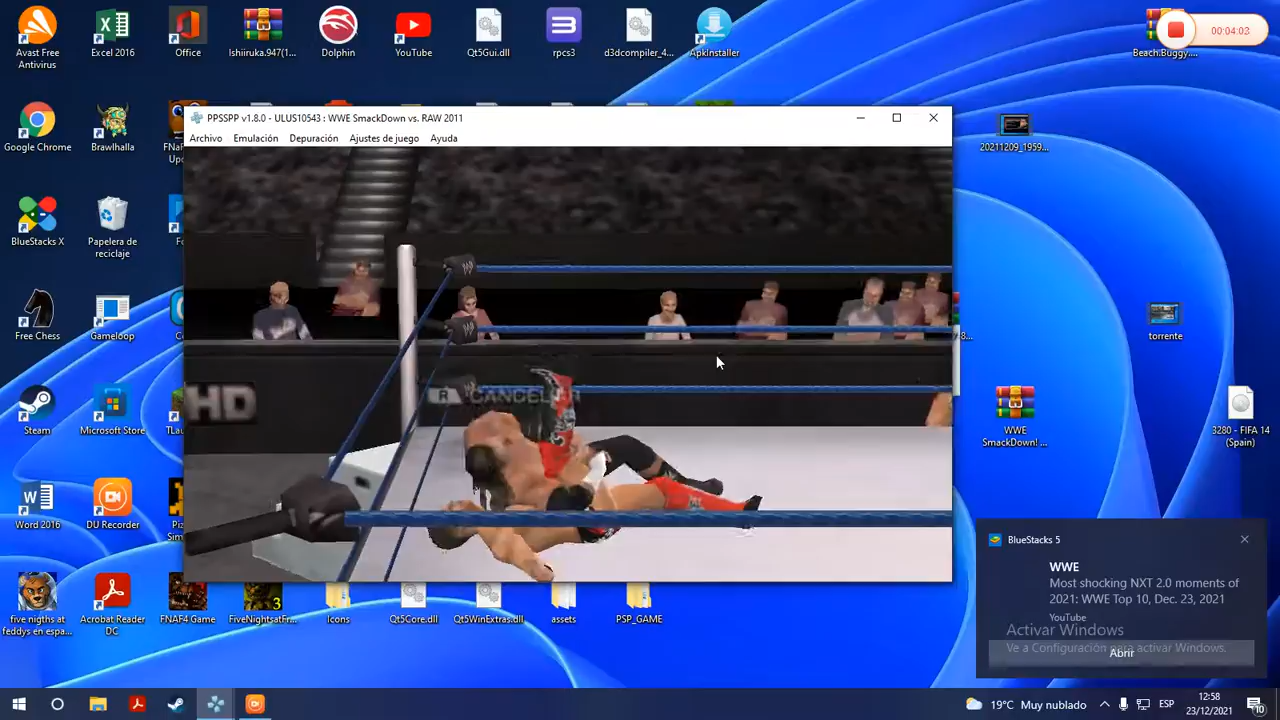 Avast Free
Antivirus
Excel 2016
Office
Ishiiruka.947(1...
Dolphin
YouTube
Qt5Gui.dll
rpcs3
d3dcompiler_4...
ApkInstaller
Beach.Buggy....
00:04:03
PPSSPP v1.8.0 - ULUS10543 : WWE SmackDown vs. RAW 2011
Archivo
Emulación
Depuración
Ajustes de juego
Ayuda
Google Chrome
Brawlhalla
20211209_1959...
BlueStacks X
Papelera de
reciclaje
Free Chess
Gameloop
torrente
HD
R CANCELAR
Steam
Microsoft Store
WWE
SmackDown! ...
3280 - FIFA 14
(Spain)
Word 2016
DU Recorder
BlueStacks 5
WWE
Most shocking NXT 2.0 moments of
2021: WWE Top 10, Dec. 23, 2021
YouTube
Activar Windows
Ve a Configuración para activar Windows.
Abrir
five nigths at
feddys en espa...
Acrobat Reader
DC
FNAF4 Game
3
FiveNightsatFr...
Icons
Qt5Core.dll
Qt5WinExtras.dll
assets
PSP_GAME
19°C Muy nublado
ESP
12:58
23/12/2021
10